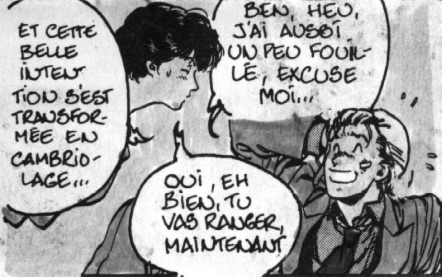 ET CETTE
BELLE
INTEN-
TION S'EST
TRANSFOR-
MÉE EN
CAMBRIO-
LAGE...
BEN, HEU,
J'AI AUSSI
UN PEU FOUIL-
LÉ, EXCUSE
MOI...
OUI, EH
BIEN, TU
VAS RANGER,
MAINTENANT